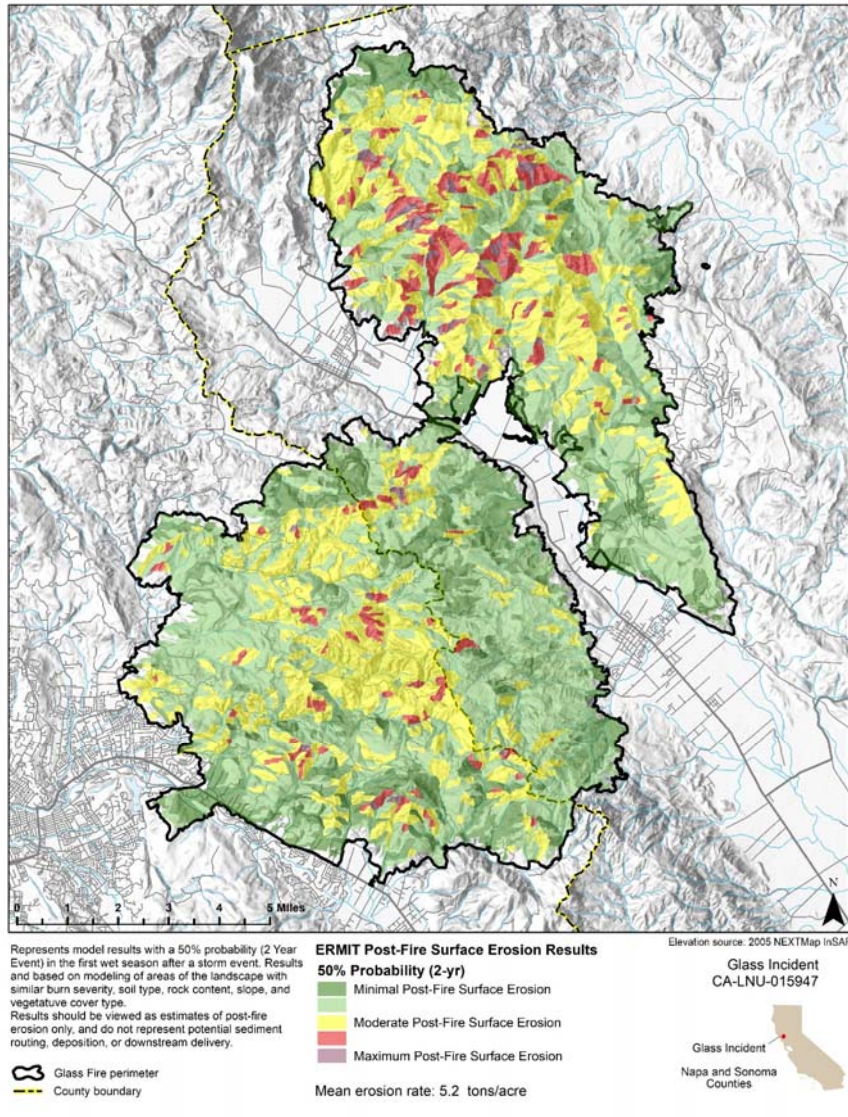 0 1 2 3 4 5 Miles
N
Represents model results with a 50% probability (2 Year
Event) in the first wet season after a storm event. Results
and based on modeling of areas of the landscape with
similar burn severity, soil type, rock content, slope, and
vegetatuve cover type.
Results should be viewed as estimates of post-fire
erosion only, and do not represent potential sediment
routing, deposition, or downstream delivery.
Glass Fire perimeter
County boundary
ERMIT Post-Fire Surface Erosion Results
50% Probability (2-yr)
Minimal Post-Fire Surface Erosion
Moderate Post-Fire Surface Erosion
Maximum Post-Fire Surface Erosion
Mean erosion rate: 5.2 tons/acre
Elevation source: 2005 NEXTMap InSAR
Glass Incident
CA-LNU-015947
Glass Incident
Napa and Sonoma
Counties